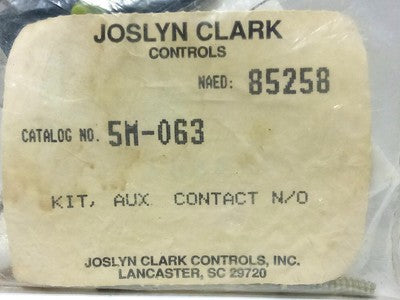 JOSLYN CLARK
CONTROLS
NAED: 85258
CATALOG NO. 5M-063
KIT, AUX. CONTACT N/O
JOSLYN CLARK CONTROLS, INC.
LANCASTER, SC 29720